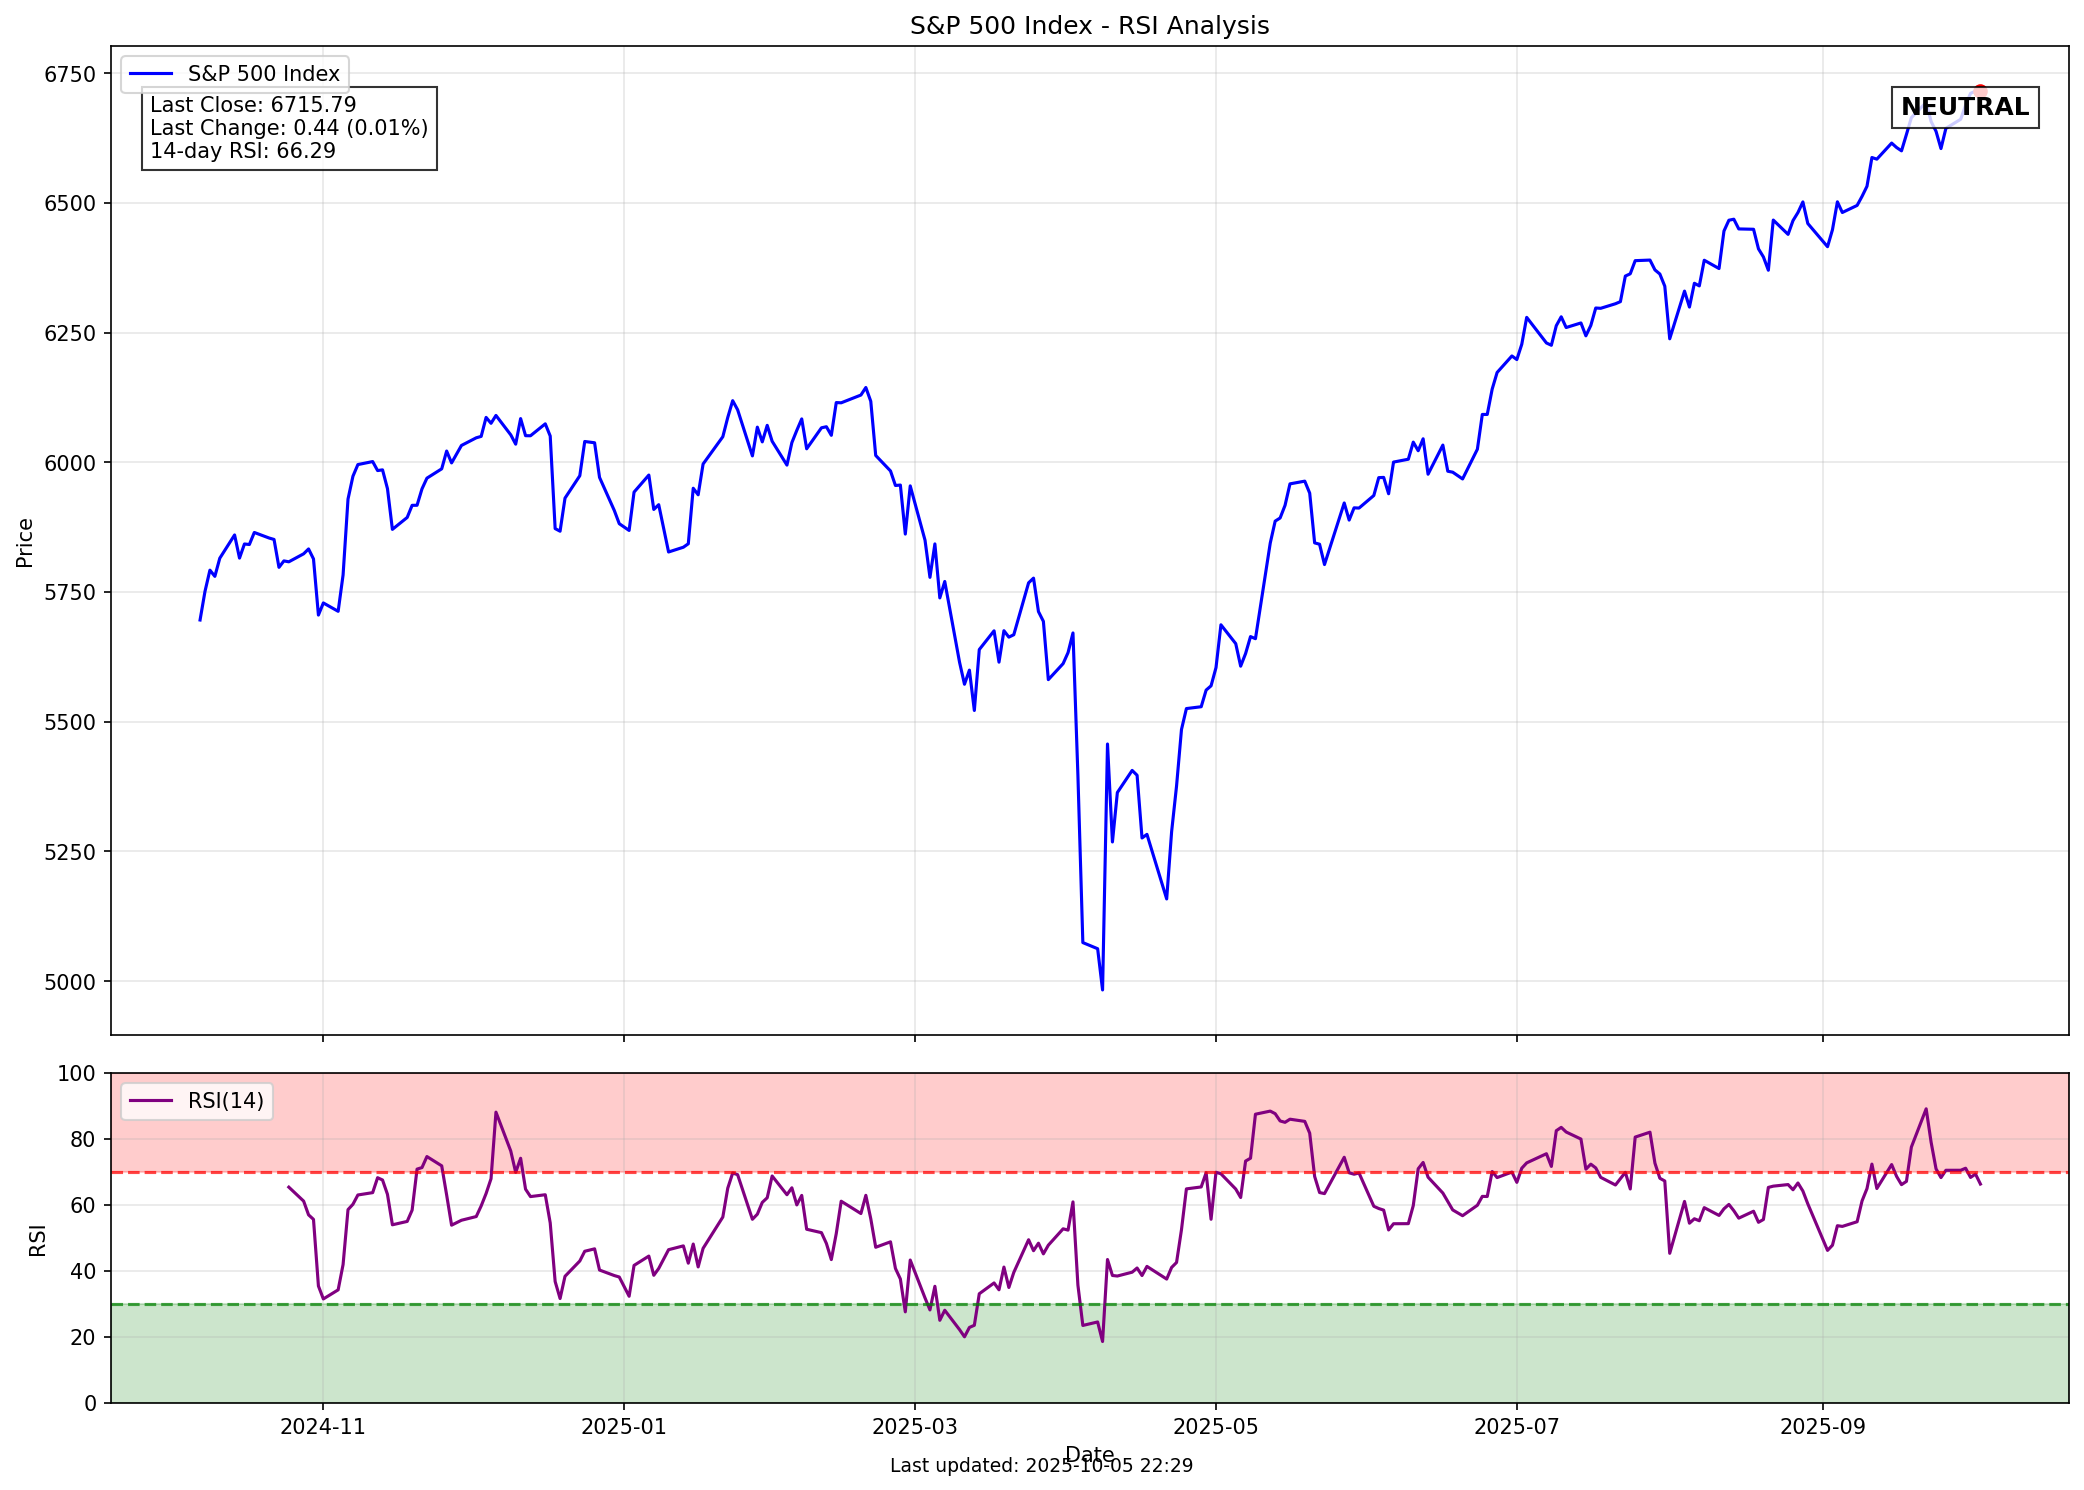 S&P 500 Index - RSI Analysis
S&P 500 Index
Last Close: 6715.79
Last Change: 0.44 (0.01%)
14-day RSI: 66.29
NEUTRAL
Price
6750
6500
6250
6000
5750
5500
5250
5000
RSI(14)
RSI
100
80
60
40
20
0
2024-11 2025-01 2025-03 2025-05 2025-07 2025-09
Date
Last updated: 2025-10-05 22:29